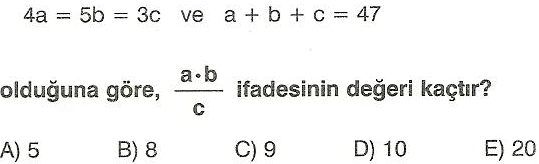 4a = 5b = 3c ve a + b + c = 47
olduğuna göre, a·b/c ifadesinin değeri kaçtır?
A) 5 B) 8 C) 9 D) 10 E) 20